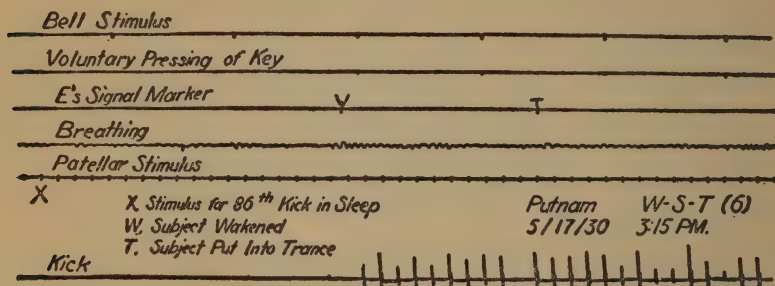 Bell Stimulus
Voluntary Pressing of Key
E's Signal Marker
Y
T
Breathing
Patellar Stimulus
X
X. Stimulus for 86th Kick in Sleep
Putnam
W-S-T (6)
W. Subject Wakened
5/17/30
3:15 PM.
T. Subject Put Into Trance
Kick